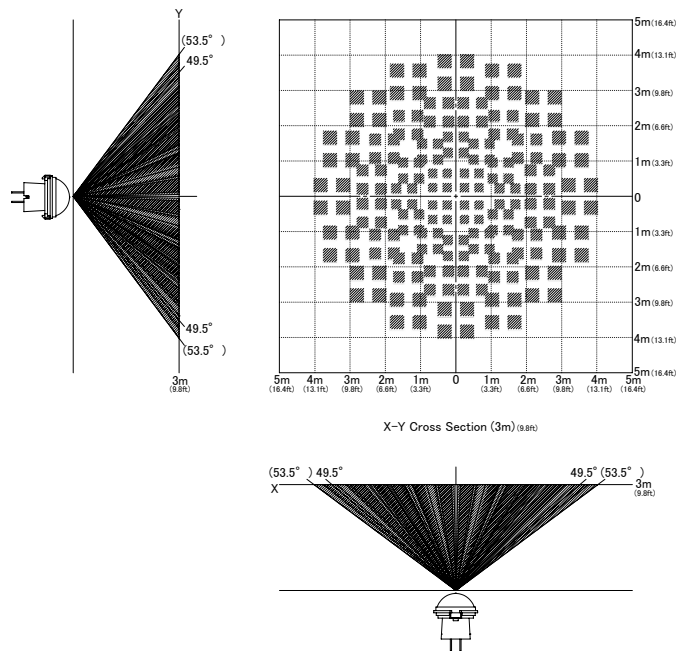 Y
(53.5° )
49.5°
49.5°
(53.5° )
3m
(9.8ft)
5m(16.4ft)
4m(13.1ft)
3m(9.8ft)
2m(6.6ft)
1m(3.3ft)
0
1m(3.3ft)
2m(6.6ft)
3m(9.8ft)
4m(13.1ft)
5m(16.4ft)
5m 4m 3m 2m 1m 0 1m 2m 3m 4m 5m
(16.4ft) (13.1ft) (9.8ft) (6.6ft) (3.3ft) (3.3ft) (6.6ft) (9.8ft) (13.1ft) (16.4ft)
X-Y Cross Section (3m)(9.8ft)
(53.5° ) 49.5° 49.5° (53.5° )
X 3m
(9.8ft)